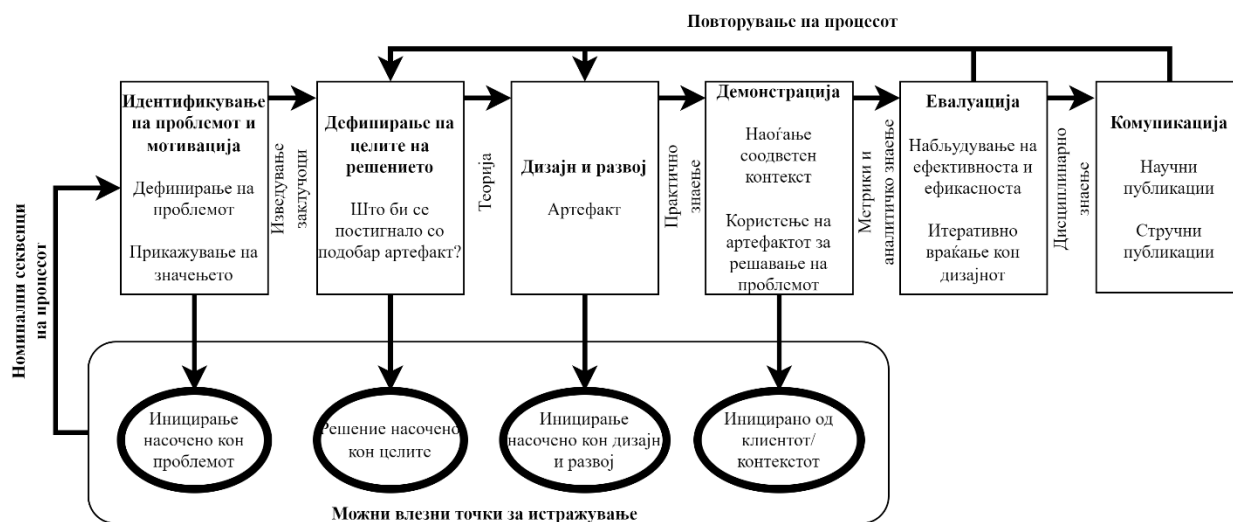 Повторување на процесот
Идентификување
на проблемот и
мотивација
Дефинирање на
проблемот
Прикажување на
значењето
Изведување
заклучоци
Дефинирање на
целите на
решението
Што би се
постигнало со
подобар артефакт?
Теорија
Дизајн и развој
Артефакт
Практично
знаење
Демонстрација
Наоѓање
соодветен
контекст
Користење на
артефактот за
решавање на
проблемот
Метрики и
аналитичко знаење
Евалуација
Набљудување на
ефективноста и
ефикасноста
Итеративно
враќање кон
дизајнот
Дисциплинарно
знаење
Комуникација
Научни
публикации
Стручни
публикации
Номинални секвенци
на процесот
Иницирање
насочено кон
проблемот
Решение насочено
кон целите
Иницирање
насочено кон дизајн
и развој
Иницирано од
клиентот/
контекстот
Можни влезни точки за истражување